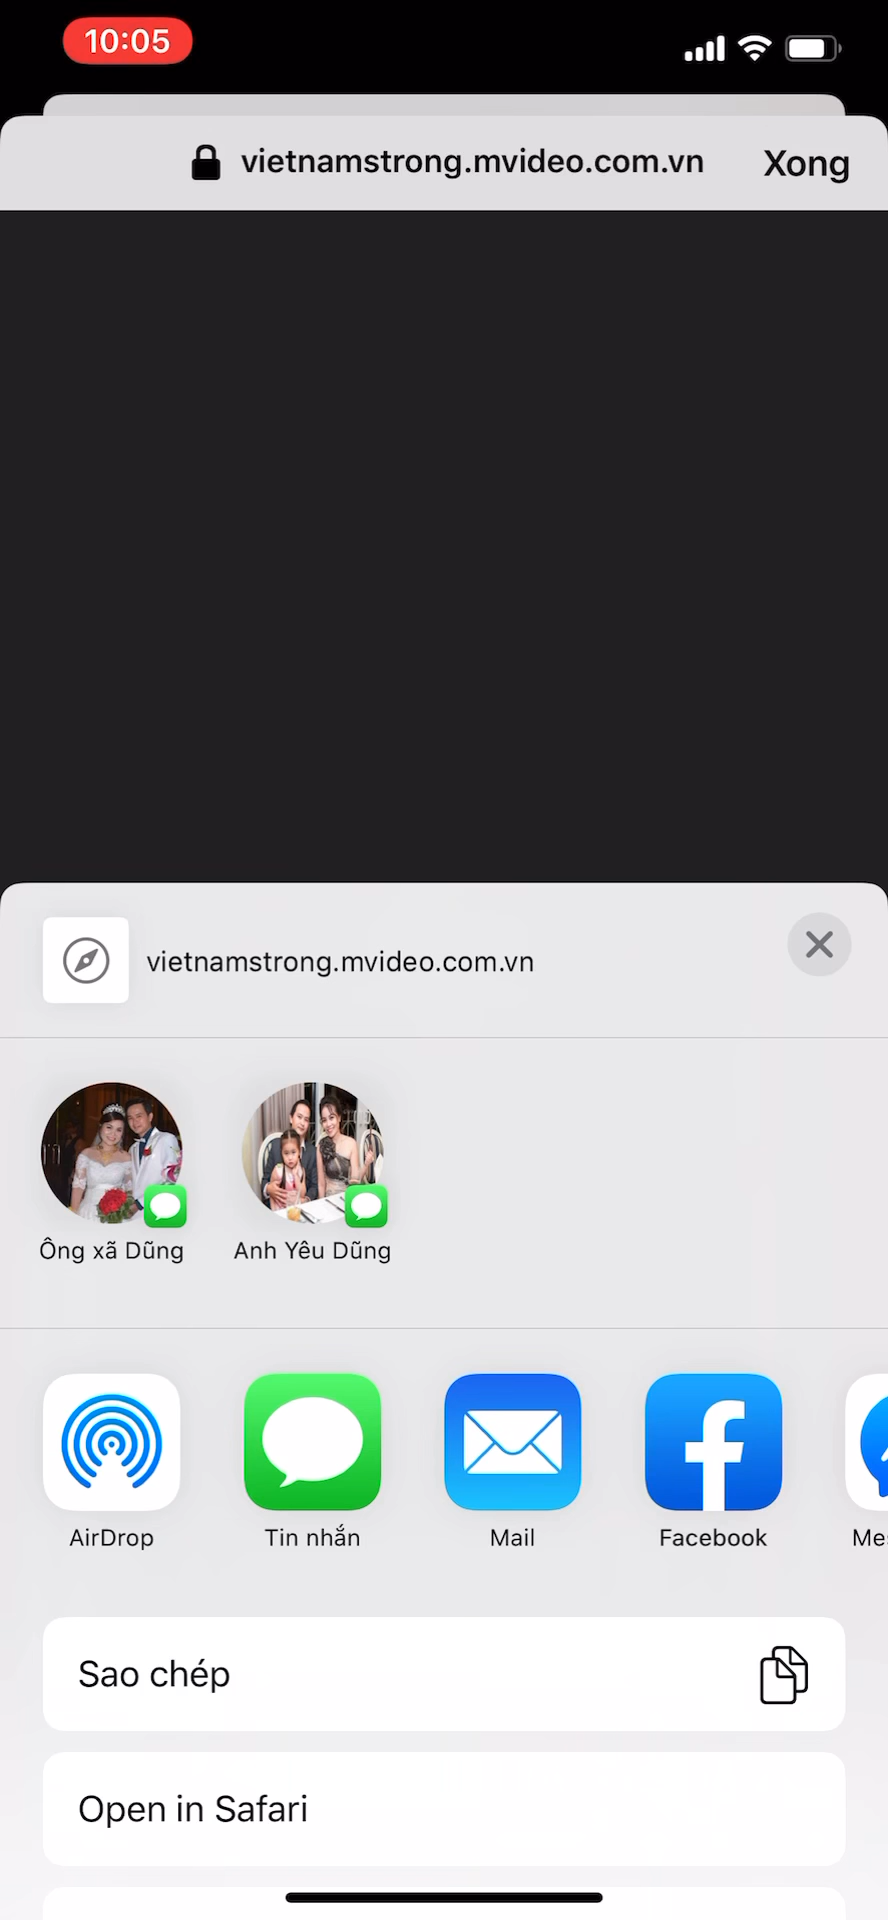 10:05
vietnamstrong.mvideo.com.vn
Xong
vietnamstrong.mvideo.com.vn
Ông xã Dũng
Anh Yêu Dũng
AirDrop
Tin nhắn
Mail
Facebook
Me
Sao chép
Open in Safari